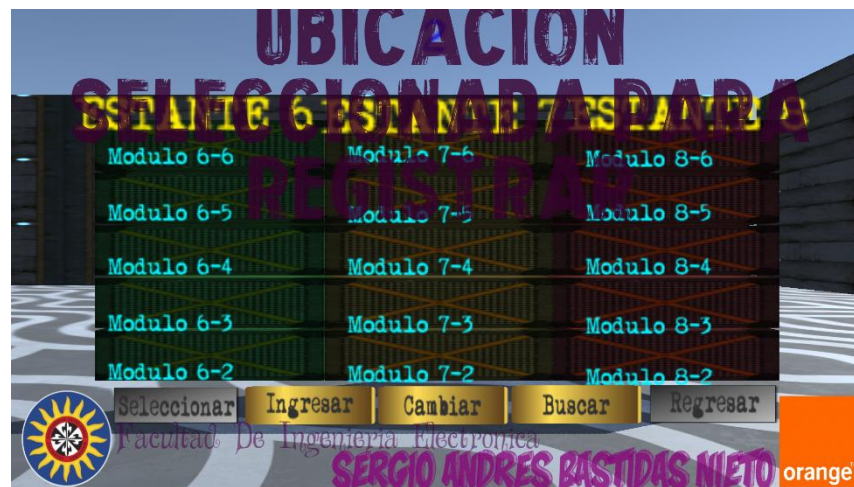 UBICACION
2
SELECCIONADA PARA
REGISTRAR
ESTANTE 6 ESTANTE 7 ESTANTE 8
Modulo 6-6 Modulo 7-6 Modulo 8-6
Modulo 6-5 Modulo 7-5 Modulo 8-5
Modulo 6-4 Modulo 7-4 Modulo 8-4
Modulo 6-3 Modulo 7-3 Modulo 8-3
Modulo 6-2 Modulo 7-2 Modulo 8-2
Seleccionar Ingresar Cambiar Buscar Regresar
Facultad De Ingenieria Electronica
SERGIO ANDRES BASTIDAS NIETO
orange™